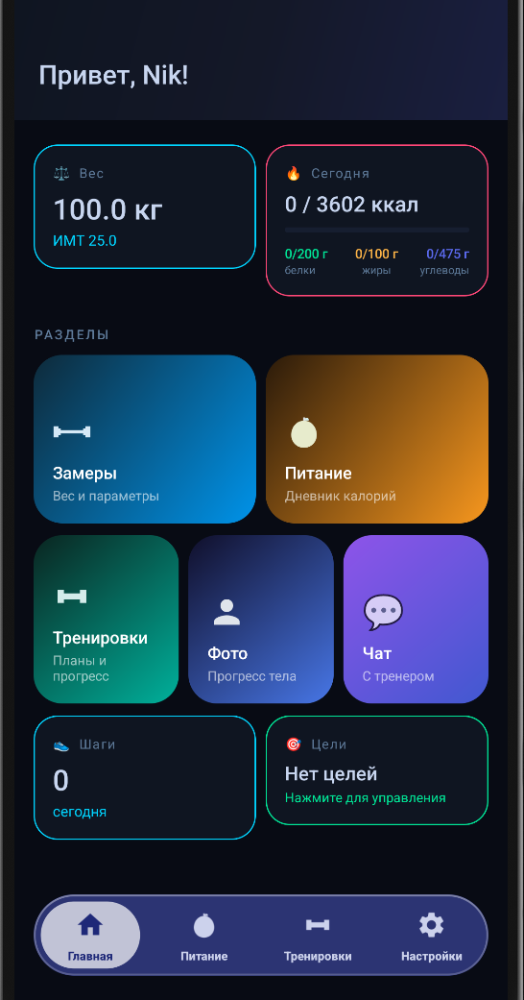 Привет, Nik!
Вес
100.0 кг
ИМТ 25.0
Сегодня
0 / 3602 ккал
0/200 г
белки
0/100 г
жиры
0/475 г
углеводы
РАЗДЕЛЫ
Замеры
Вес и параметры
Питание
Дневник калорий
Тренировки
Планы и
прогресс
Фото
Прогресс тела
Чат
С тренером
Шаги
0
сегодня
Цели
Нет целей
Нажмите для управления
Главная
Питание
Тренировки
Настройки